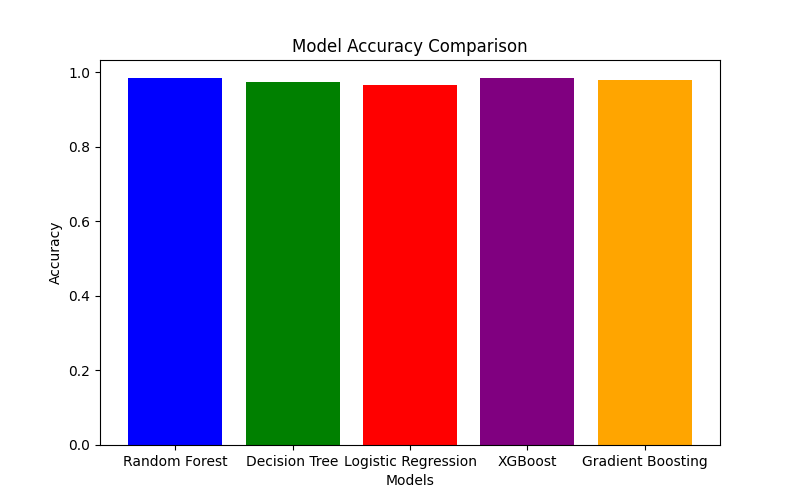 Model Accuracy Comparison
1.0
0.8
0.6
0.4
0.2
0.0
Accuracy
Random Forest Decision Tree Logistic Regression XGBoost Gradient Boosting
Models